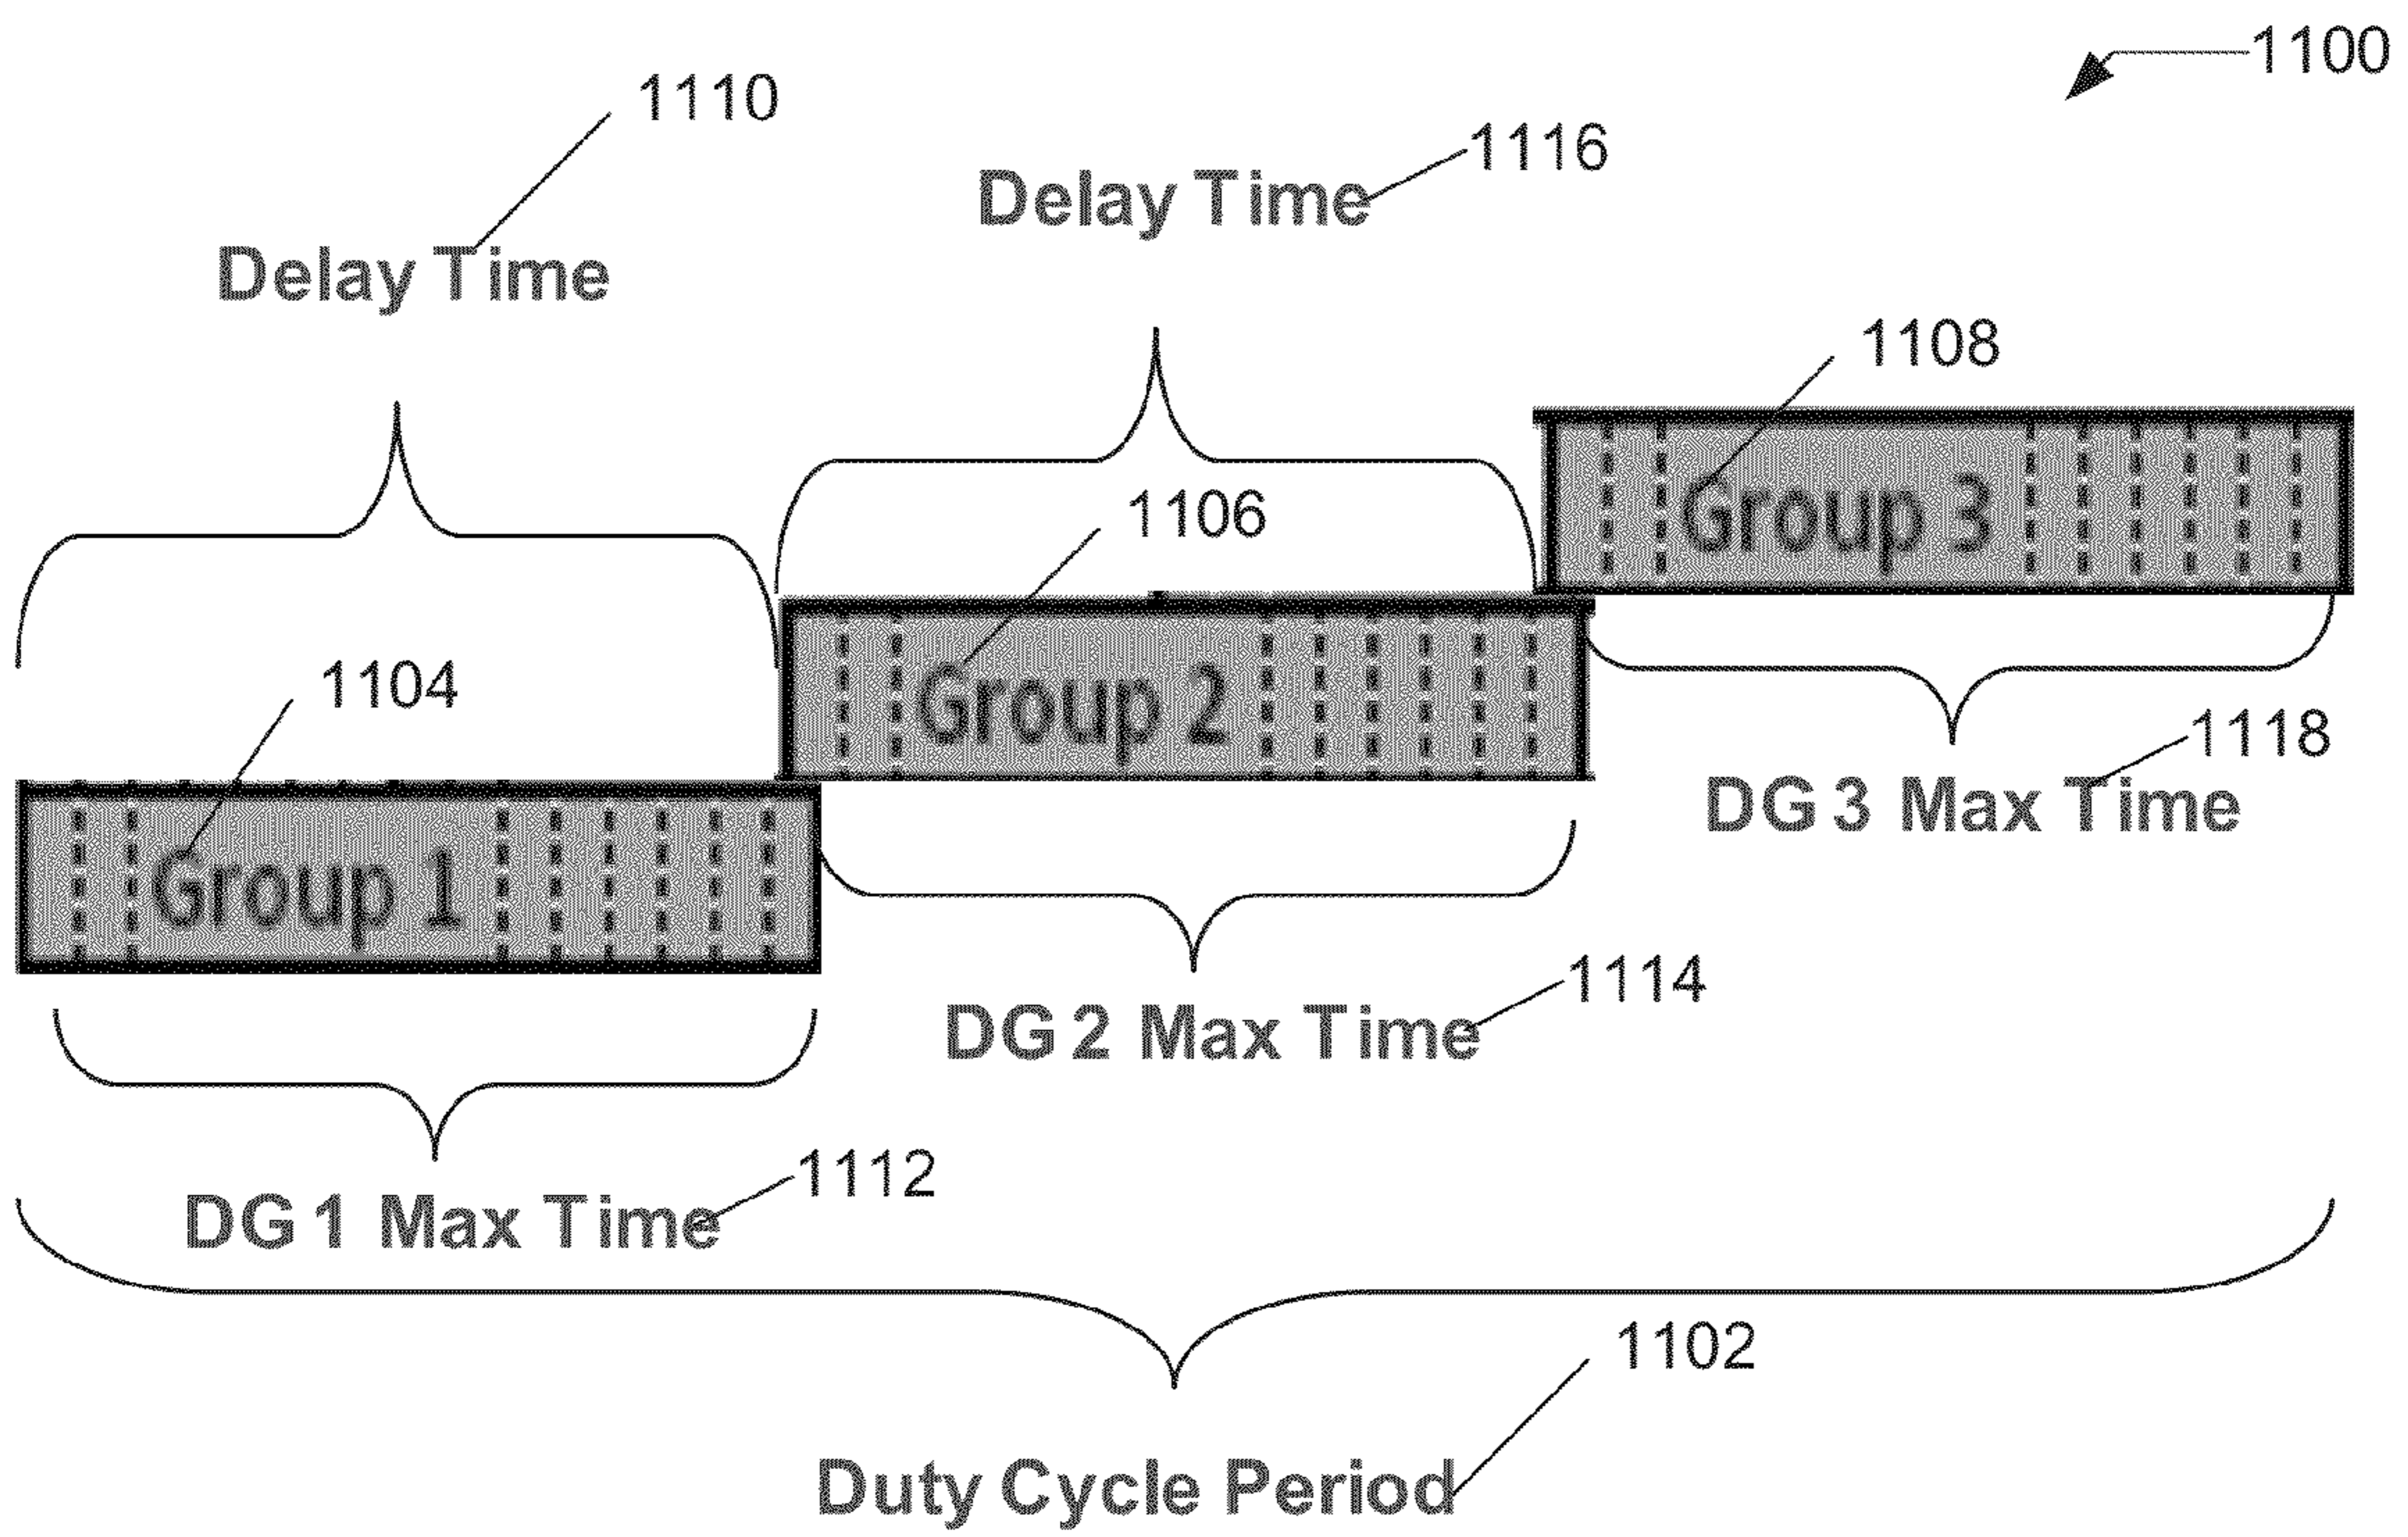 1100
1110
1116
Delay Time
Delay Time
1108
Group 3
1106
Group 2
1104
Group 1
1118
DG 3 Max Time
1114
DG 2 Max Time
1112
DG 1 Max Time
1102
Duty Cycle Period